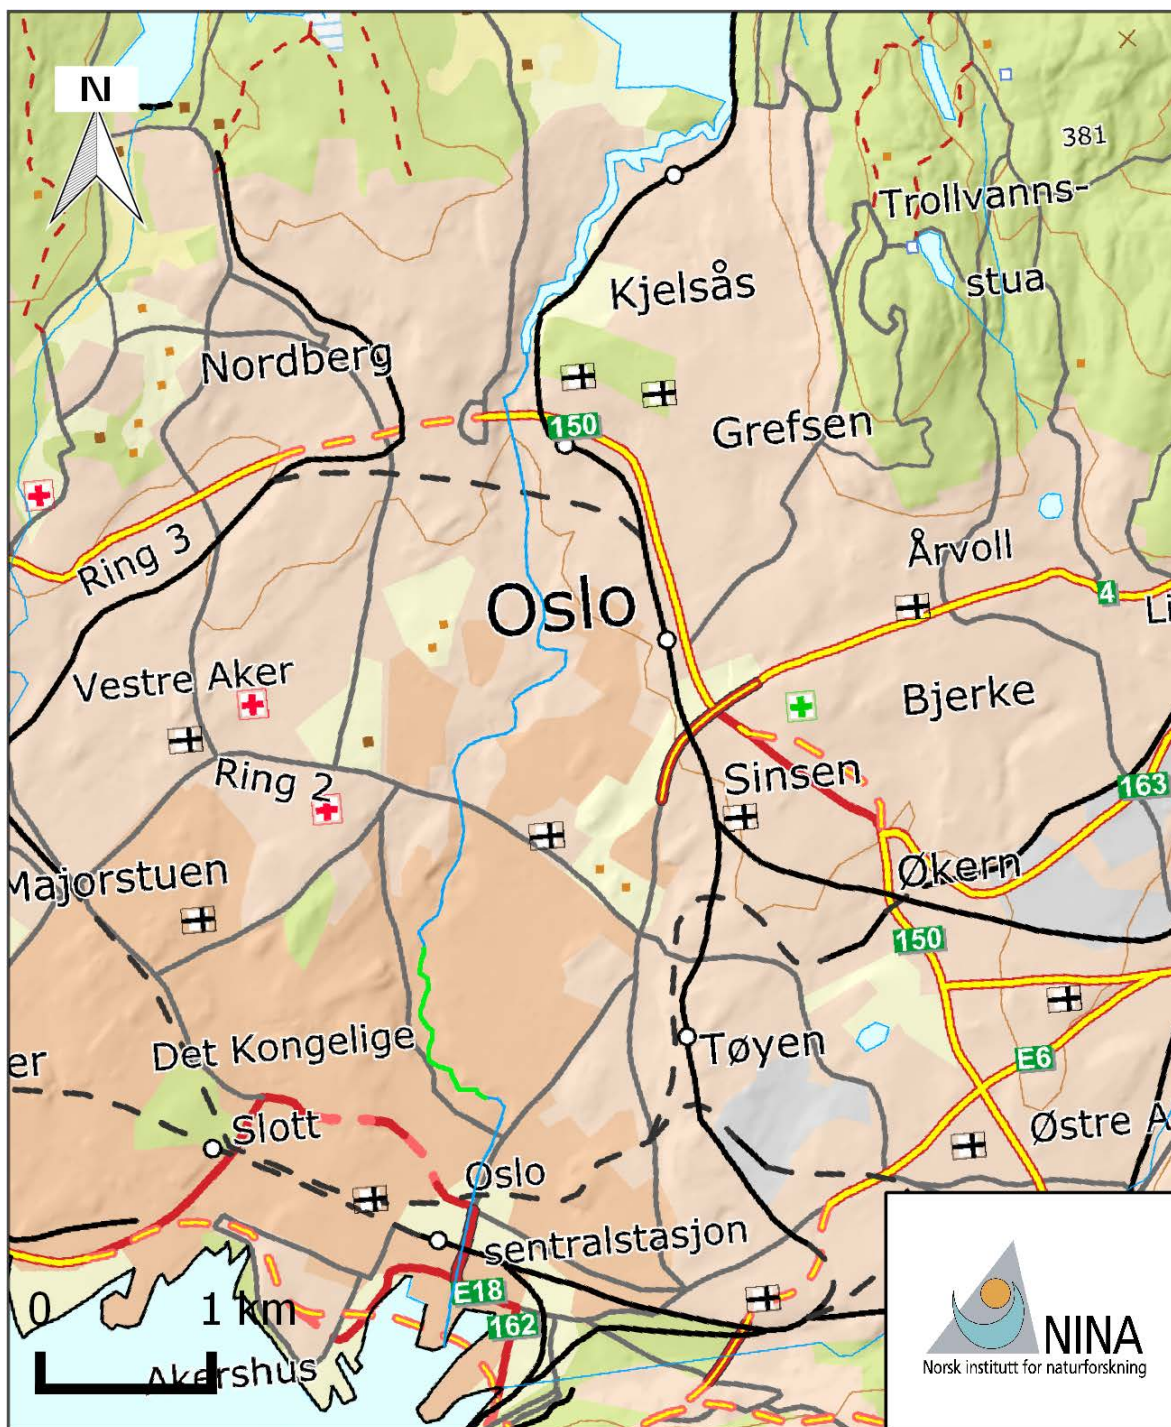 N
381
Trollvanns-
stua
Kjelsås
Nordberg
150
Grefsen
Ring 3
Årvoll
Oslo
4
Li
Vestre Aker
Bjerke
Ring 2
Sinsen
163
Majorstuen
Økern
150
Det Kongelige
Slott
er
Tøyen
E6
Østre A
Oslo
sentralstasjon
E18
162
0 1 km
Akershus
NINA
Norsk institutt for naturforskning